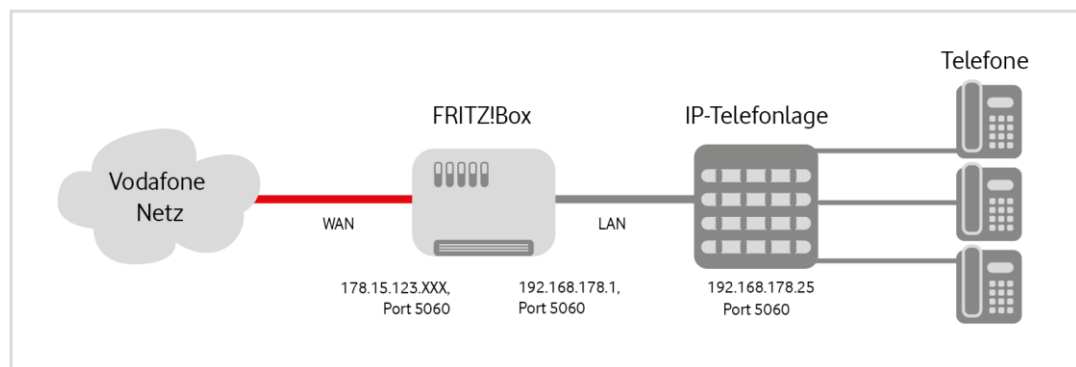 Telefone
FRITZ!Box
IP-Telefonlage
Vodafone
Netz
WAN
LAN
178.15.123.XXX,
Port 5060
192.168.178.1,
Port 5060
192.168.178.25
Port 5060